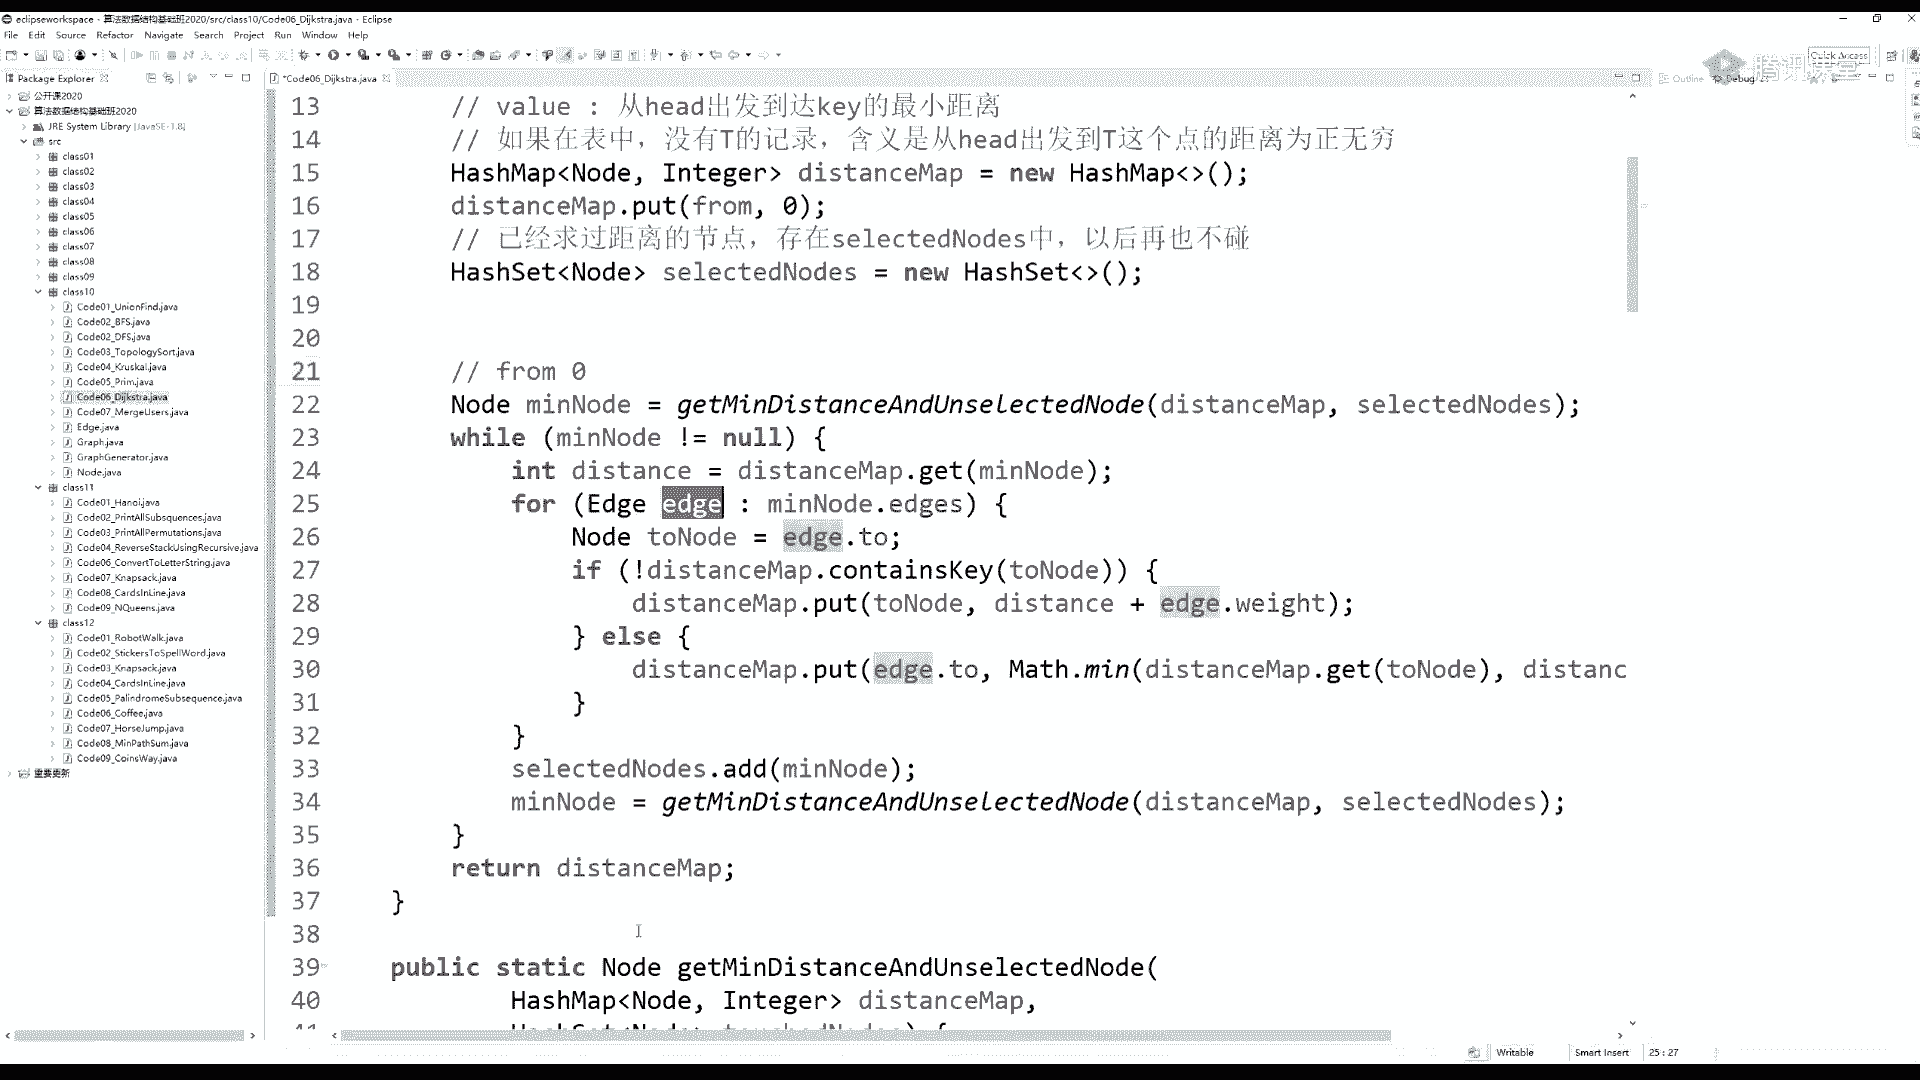 eclipseworkspace - 算法数据结构基础班2020/src/class10/Code06_Dijkstra.java - Eclipse
File Edit Source Refactor Navigate Search Project Run Window Help
Quick Access
腾讯课堂
Package Explorer
*Code06_Dijkstra.java
Outline
Debug
公开课2020
算法数据结构基础班2020
JRE System Library [JavaSE-1.8]
src
class01
class02
class03
class04
class05
class06
class07
class08
class09
class10
Code01_UnionFind.java
Code02_BFS.java
Code02_DFS.java
Code03_TopologySort.java
Code04_Kruskal.java
Code05_Prim.java
Code06_Dijkstra.java
Code07_MergeUsers.java
Edge.java
Graph.java
GraphGenerator.java
Node.java
class11
Code01_Hanoi.java
Code02_PrintAllSubsquences.java
Code03_PrintAllPermutations.java
Code04_ReverseStackUsingRecursive.java
Code06_ConvertToLetterString.java
Code07_Knapsack.java
Code08_CardsInLine.java
Code09_NQueens.java
class12
Code01_RobotWalk.java
Code02_StickersToSpellWord.java
Code03_Knapsack.java
Code04_CardsInLine.java
Code05_PalindromeSubsequence.java
Code06_Coffee.java
Code07_HorseJump.java
Code08_MinPathSum.java
Code09_CoinsWay.java
重要更新
13 // value : 从head出发到达key的最小距离
14 // 如果在表中，没有T的记录，含义是从head出发到T这个点的距离为正无穷
15 HashMap<Node, Integer> distanceMap = new HashMap<>();
16 distanceMap.put(from, 0);
17 // 已经求过距离的节点，存在selectedNodes中，以后再也不碰
18 HashSet<Node> selectedNodes = new HashSet<>();
19
20
21 // from 0
22 Node minNode = getMinDistanceAndUnselectedNode(distanceMap, selectedNodes);
23 while (minNode != null) {
24 int distance = distanceMap.get(minNode);
25 for (Edge edge : minNode.edges) {
26 Node toNode = edge.to;
27 if (!distanceMap.containsKey(toNode)) {
28 distanceMap.put(toNode, distance + edge.weight);
29 } else {
30 distanceMap.put(edge.to, Math.min(distanceMap.get(toNode), distanc
31 }
32 }
33 selectedNodes.add(minNode);
34 minNode = getMinDistanceAndUnselectedNode(distanceMap, selectedNodes);
35 }
36 return distanceMap;
37 }
38
39 public static Node getMinDistanceAndUnselectedNode(
40 HashMap<Node, Integer> distanceMap,
Writable Smart Insert 25 : 27